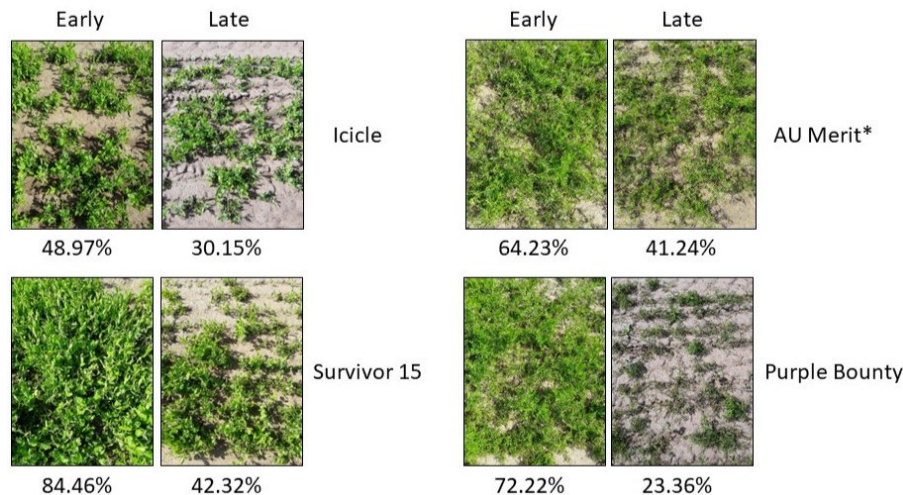 Early Late Early Late
Icicle AU Merit*
48.97% 30.15% 64.23% 41.24%
Survivor 15 Purple Bounty
84.46% 42.32% 72.22% 23.36%